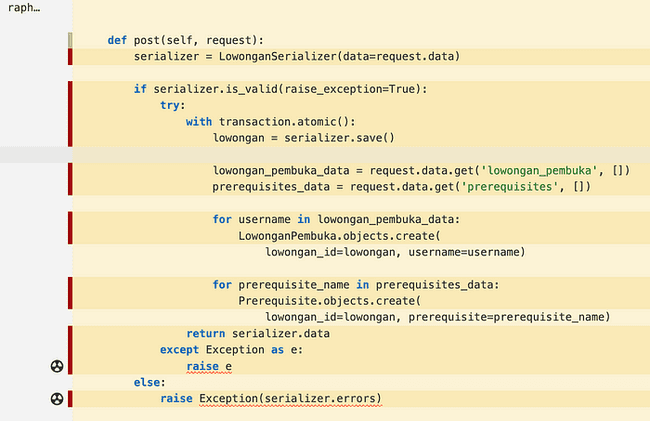 raph…
def post(self, request):
    serializer = LowonganSerializer(data=request.data)
    if serializer.is_valid(raise_exception=True):
        try:
            with transaction.atomic():
                lowongan = serializer.save()
                lowongan_pembuka_data = request.data.get('lowongan_pembuka', [])
                prerequisites_data = request.data.get('prerequisites', [])
                for username in lowongan_pembuka_data:
                    LowonganPembuka.objects.create(
                        lowongan_id=lowongan, username=username)
                for prerequisite_name in prerequisites_data:
                    Prerequisite.objects.create(
                        lowongan_id=lowongan, prerequisite=prerequisite_name)
            return serializer.data
        except Exception as e:
            raise e
    else:
        raise Exception(serializer.errors)